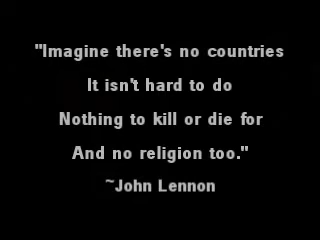 "Imagine there's no countries
It isn't hard to do
Nothing to kill or die for
And no religion too."
~John Lennon